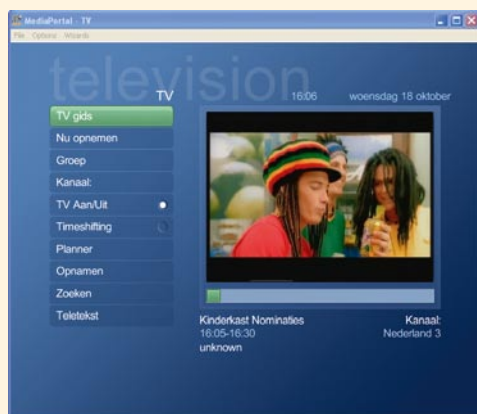 MediaPortal - TV
File Options Wizards
television
TV
16:06 woensdag 18 oktober
TV gids
Nu opnemen
Groep
Kanaal:
TV Aan/Uit
Timeshifting
Planner
Opnamen
Zoeken
Teletekst
Kinderkast Nominaties
16:05-16:30
unknown
Kanaal:
Nederland 3